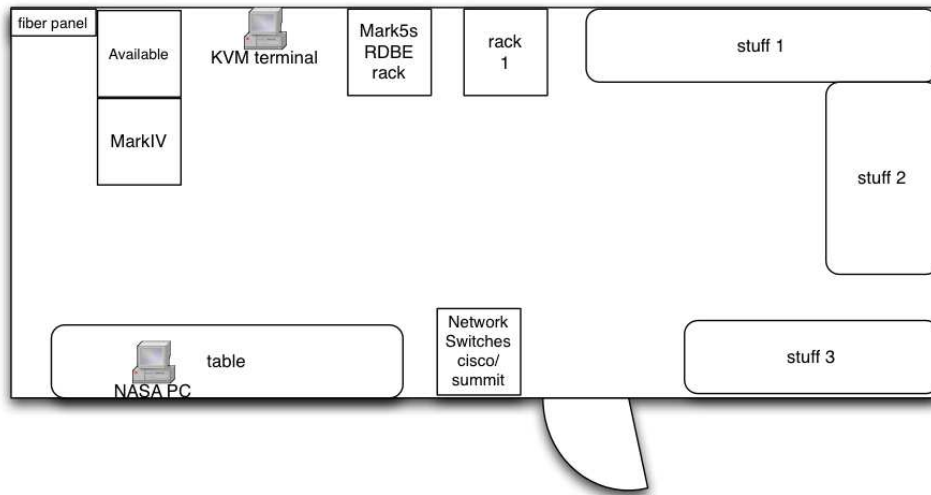 fiber panel
Available
KVM terminal
Mark5s
RDBE
rack
rack
1
stuff 1
MarkIV
stuff 2
table
NASA PC
Network
Switches
cisco/
summit
stuff 3